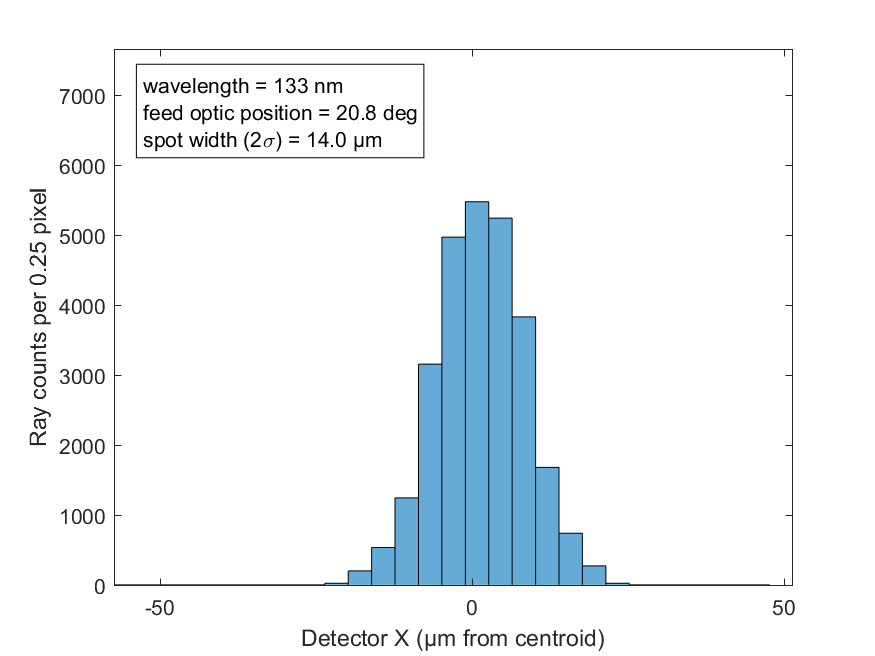 wavelength = 133 nm
feed optic position = 20.8 deg
spot width (2σ) = 14.0 µm
7000
6000
5000
4000
3000
2000
1000
0
Ray counts per 0.25 pixel
-50
0
50
Detector X (µm from centroid)